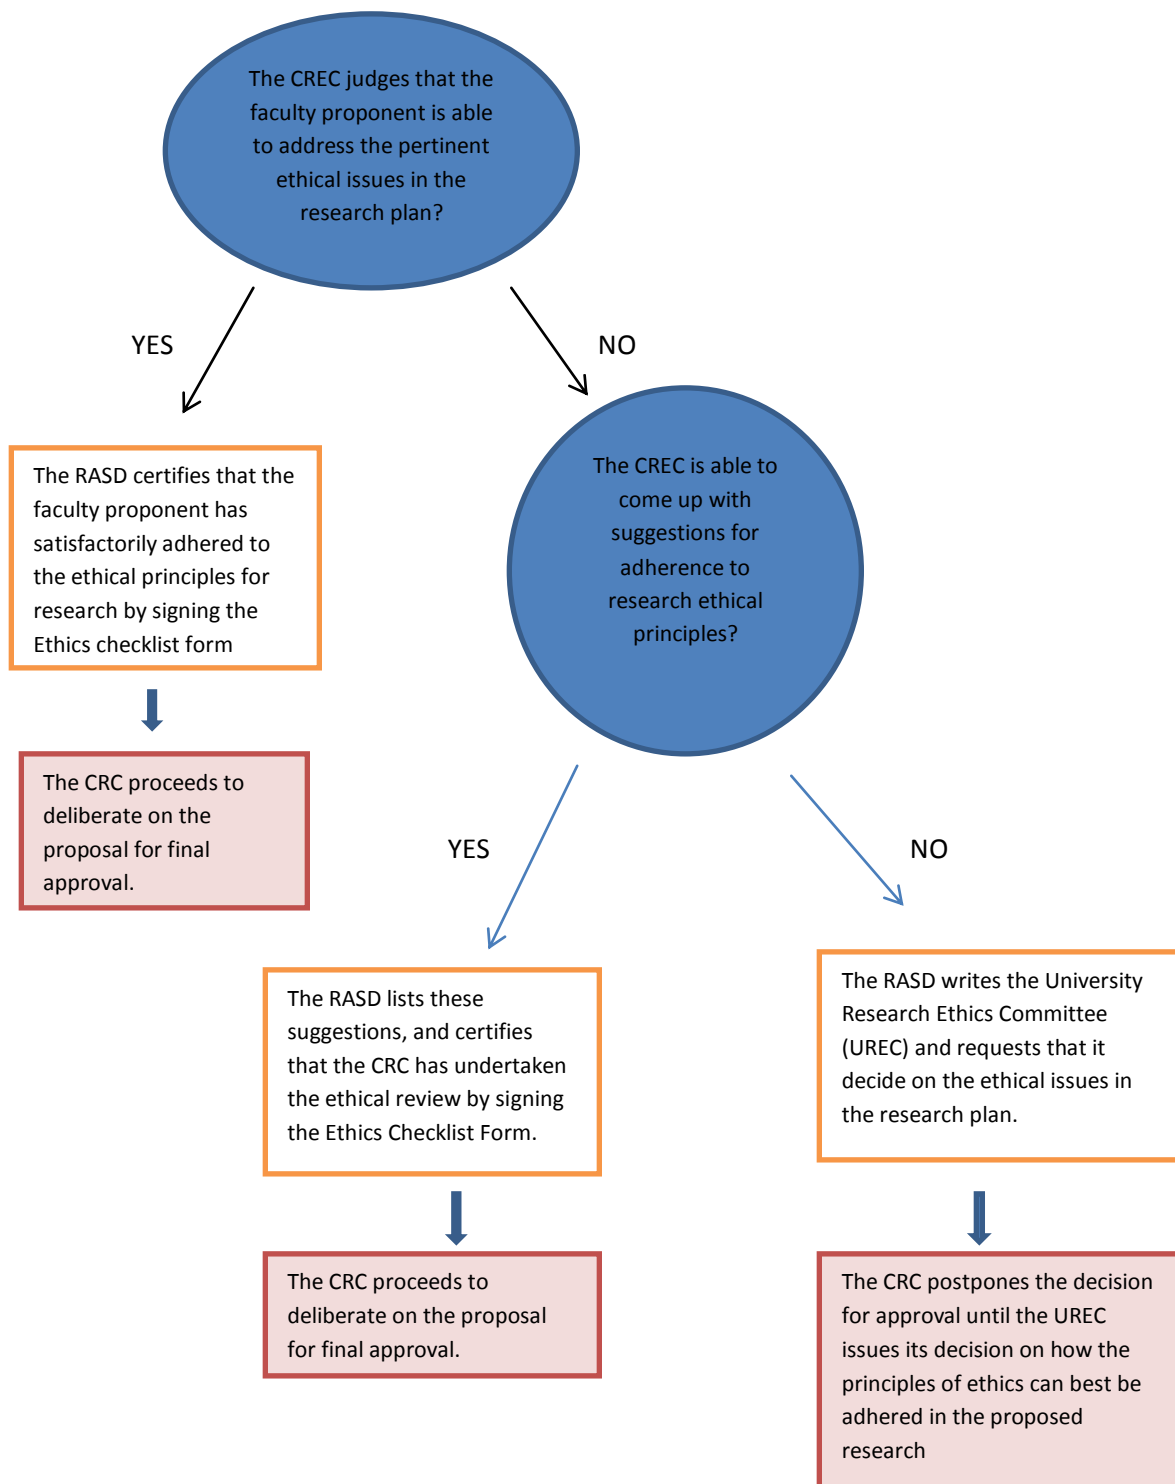 The CREC judges that the
faculty proponent is able
to address the pertinent
ethical issues in the
research plan?
YES
NO
The RASD certifies that the
faculty proponent has
satisfactorily adhered to
the ethical principles for
research by signing the
Ethics checklist form
The CREC is able to
come up with
suggestions for
adherence to
research ethical
principles?
The CRC proceeds to
deliberate on the
proposal for final
approval.
YES
NO
The RASD lists these
suggestions, and certifies
that the CRC has undertaken
the ethical review by signing
the Ethics Checklist Form.
The RASD writes the University
Research Ethics Committee
(UREC) and requests that it
decide on the ethical issues in
the research plan.
The CRC proceeds to
deliberate on the proposal
for final approval.
The CRC postpones the decision
for approval until the UREC
issues its decision on how the
principles of ethics can best be
adhered in the proposed
research